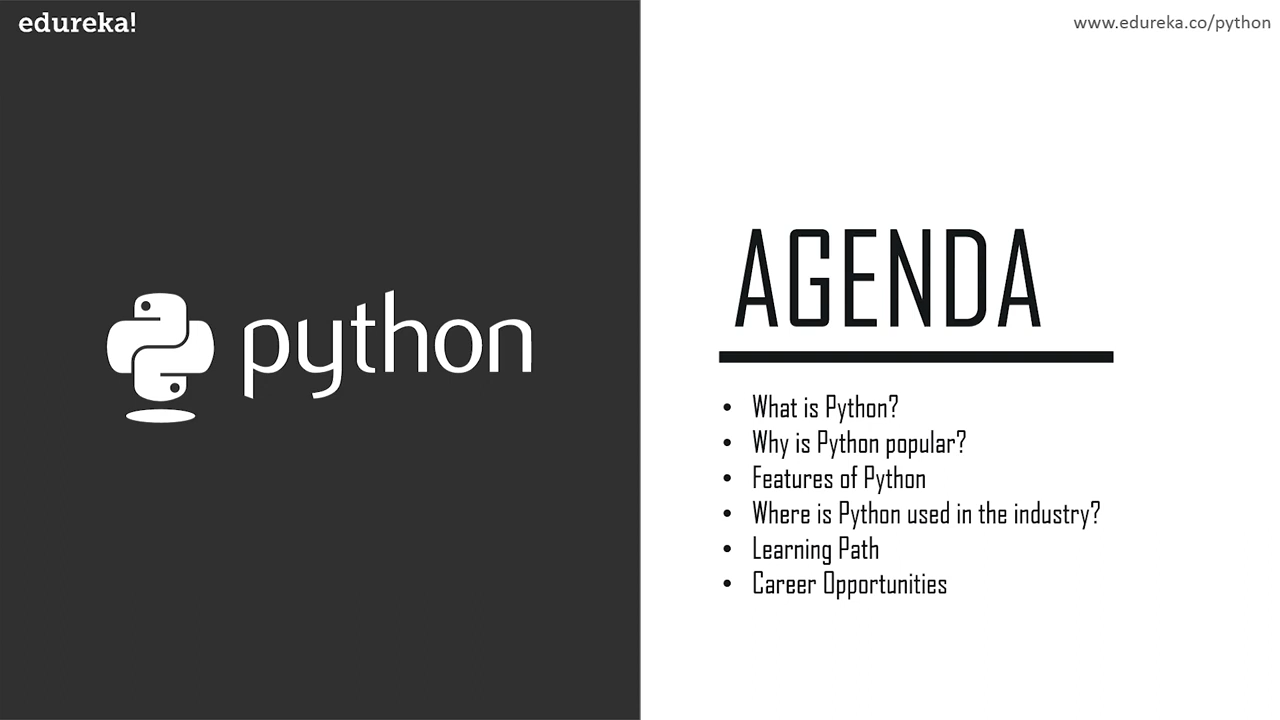 edureka!
www.edureka.co/python
python
AGENDA
• What is Python?
• Why is Python popular?
• Features of Python
• Where is Python used in the industry?
• Learning Path
• Career Opportunities